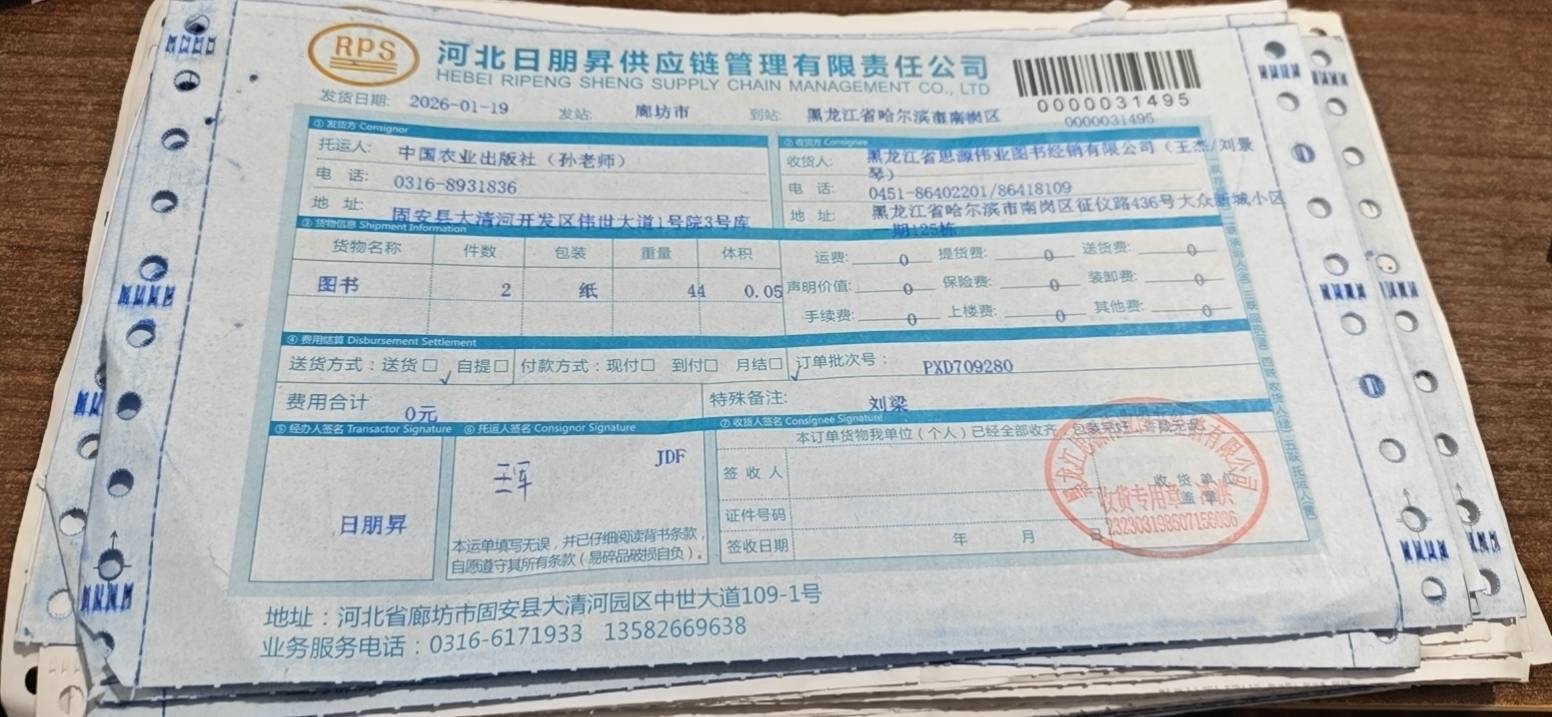 RPS
河北日朋昇供应链管理有限责任公司
HEBEI RIPENG SHENG SUPPLY CHAIN MANAGEMENT CO., LTD
0000031495
0000031495
发货日期: 2026-01-19 发站: 廊坊市 到站: 黑龙江省哈尔滨市南岗区
① 发货方 Consignor
托运人: 中国农业出版社（孙老师）
电 话: 0316-8931836
地 址: 固安县大清河开发区伟世大道1号院3号库
② 收货方 Consignee
收货人: 黑龙江省思源伟业图书经销有限公司（王杰/刘景
琴）
电 话: 0451-86402201/86418109
地 址: 黑龙江省哈尔滨市南岗区征仪路436号大众新城小区
一期125栋
③ 货物信息 Shipment Information
货物名称 件数 包装 重量 体积
图书 2 纸 44 0.05
运费: 0 提货费: 0 送货费: 0
声明价值: 0 保险费: 0 装卸费: 0
手续费: 0 上楼费: 0 其他费: 0
④ 费用结算 Disbursement Settlement
送货方式：送货□ ✓ 自提□ 付款方式：现付□ 到付□ 月结□ ✓ 订单批次号： PXD709280
费用合计 0元 特殊备注: 刘梁
⑤ 经办人签名 Transactor Signature
日朋昇
⑥ 托运人签名 Consignor Signature
JDF
本运单填写无误，并已仔细阅读背书条款，
自愿遵守其所有条款（易碎品破损自负）。
⑦ 收货人签名 Consignee Signature
本订单货物我单位（个人）已经全部收齐，包装完好，
签 收 人
证件号码
签收日期 年 月 日
收 货 单 位
盖 章
收货专用章
地址：河北省廊坊市固安县大清河园区中世大道109-1号
业务服务电话：0316-6171933 13582669638